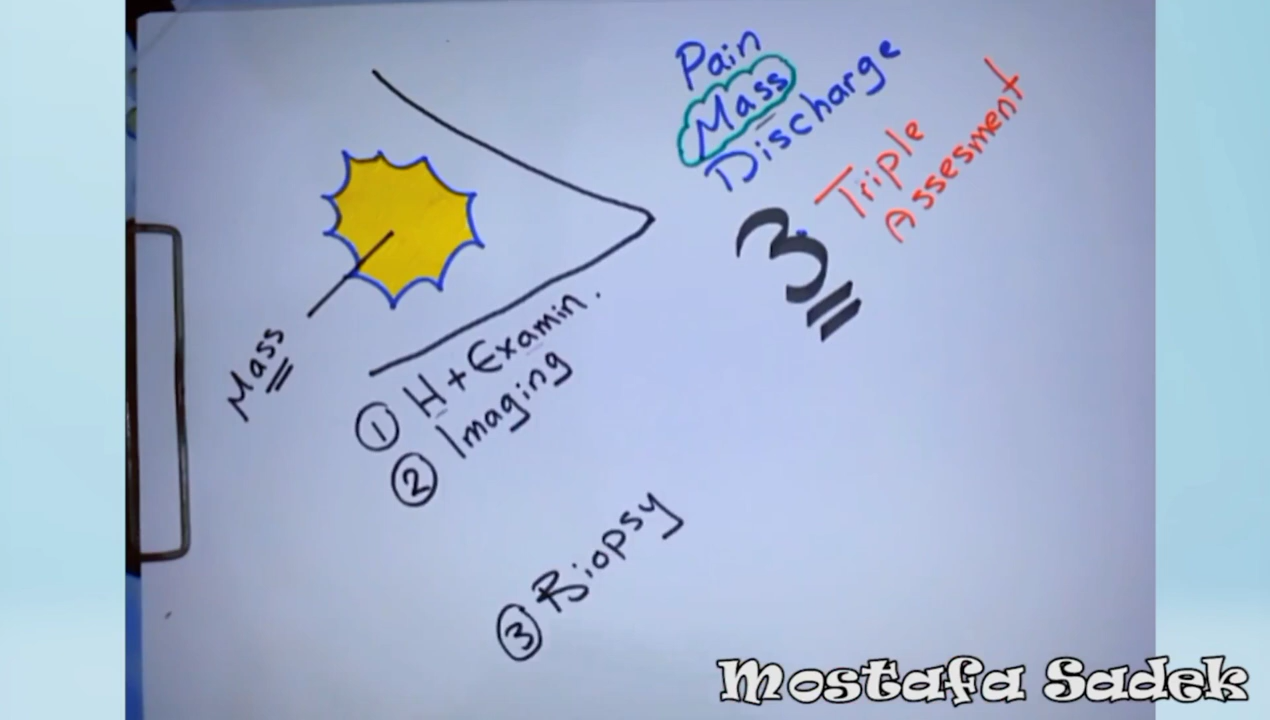 Pain
Mass
Discharge
3
Triple
Assesment
Mass
① H + Examin.
② Imaging
③ Biopsy
Mostafa Sadek